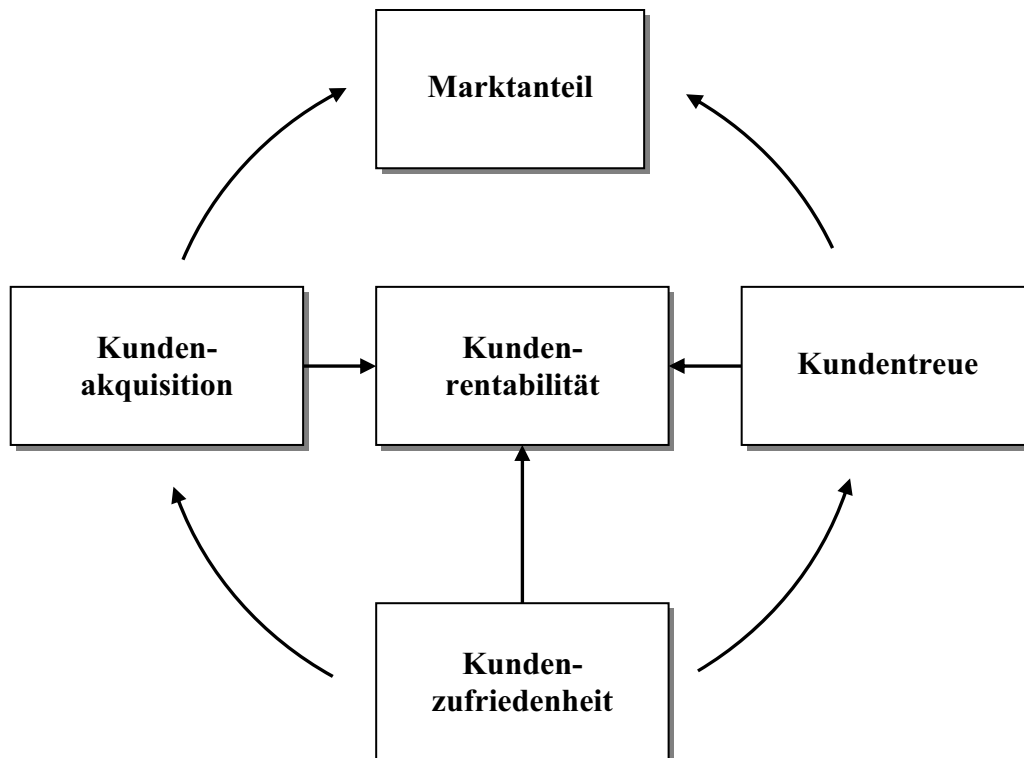 Marktanteil
Kunden-
akquisition
Kunden-
rentabilität
Kundentreue
Kunden-
zufriedenheit